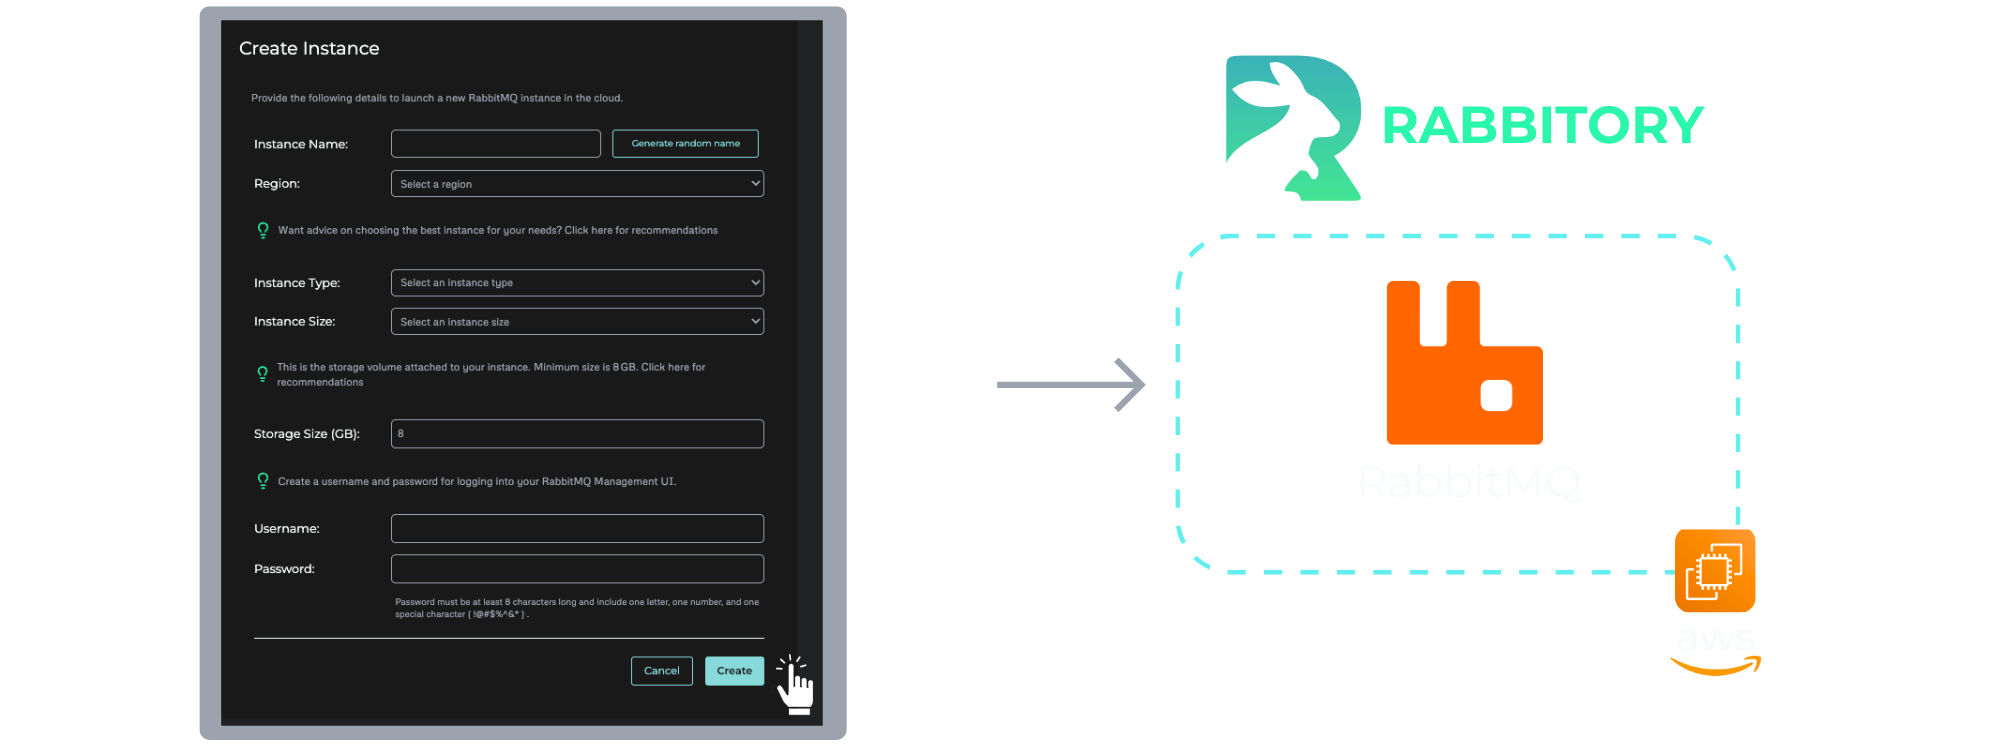 Create Instance
Provide the following details to launch a new RabbitMQ instance in the cloud.
Instance Name:
Generate random name
Region:
Select a region
Want advice on choosing the best instance for your needs? Click here for recommendations
Instance Type:
Select an instance type
Instance Size:
Select an instance size
This is the storage volume attached to your instance. Minimum size is 8 GB. Click here for
recommendations
Storage Size (GB):
8
Create a username and password for logging into your RabbitMQ Management UI.
Username:
Password:
Password must be at least 8 characters long and include one letter, one number, and one
special character ( !@#$%^&* ) .
Cancel
Create
RABBITORY
RabbitMQ
aws